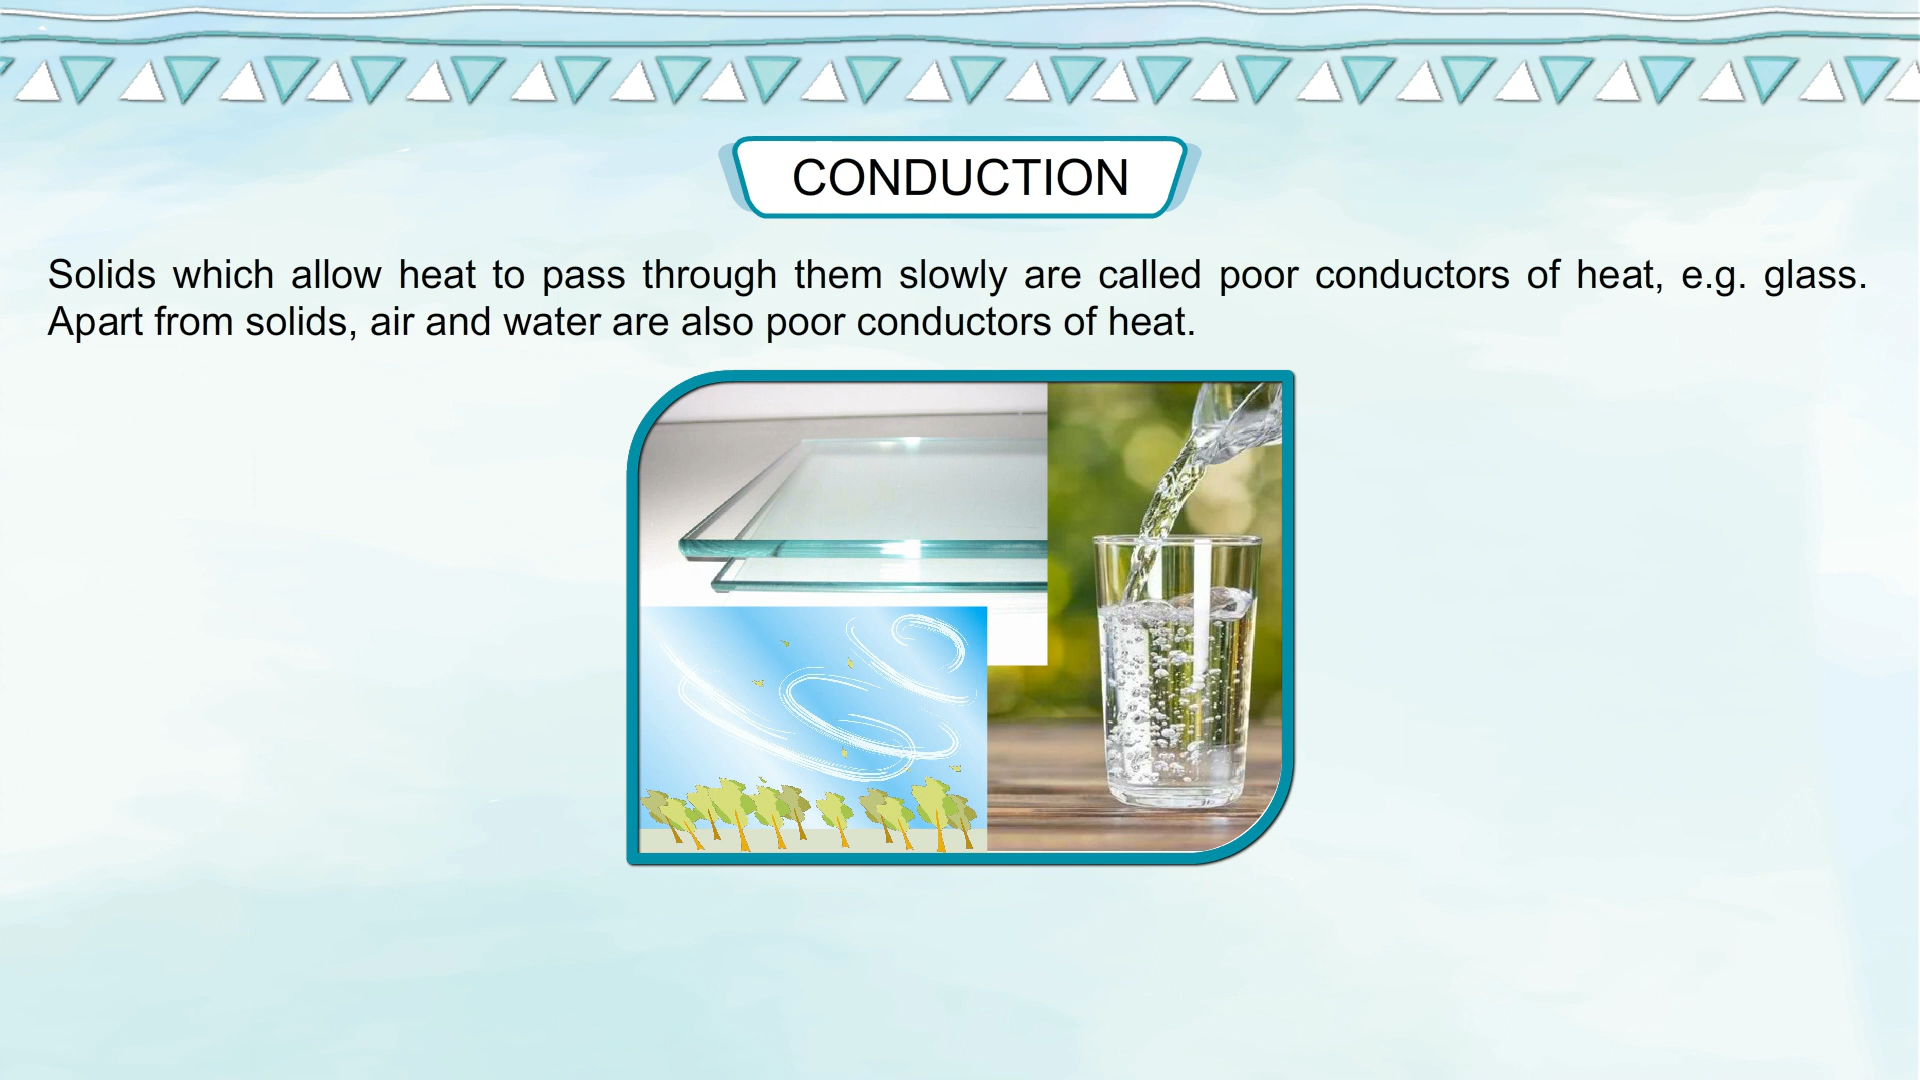 CONDUCTION
Solids which allow heat to pass through them slowly are called poor conductors of heat, e.g. glass.
Apart from solids, air and water are also poor conductors of heat.